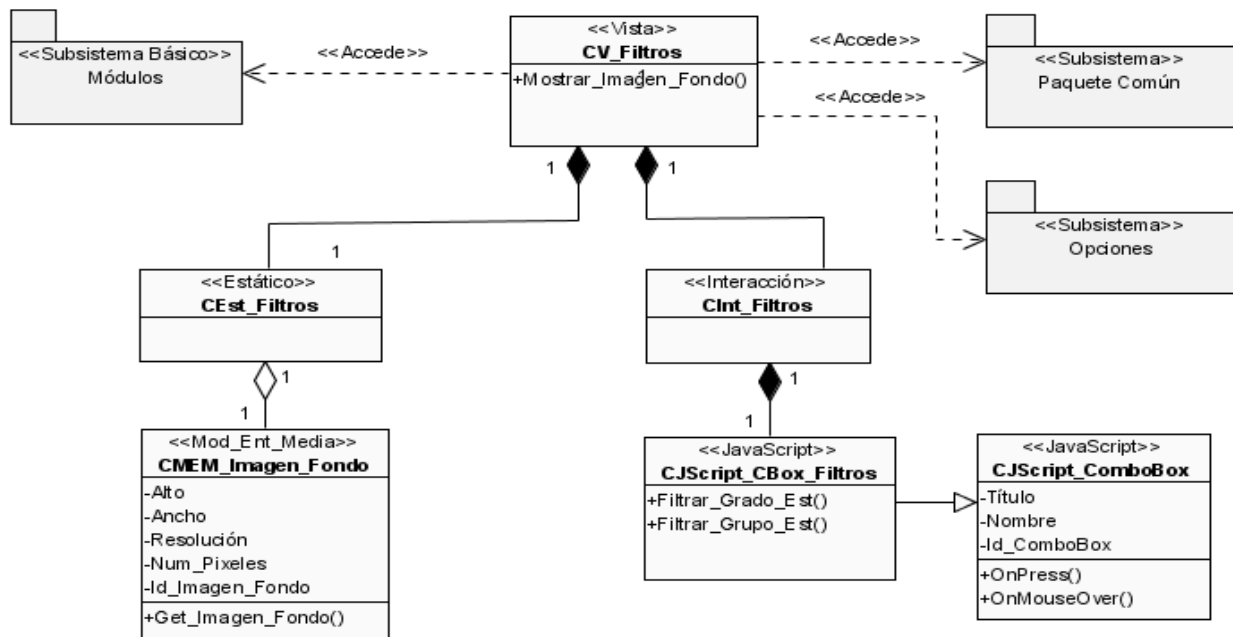 <<Subsistema Básico>>
Módulos
<<Accede>>
<<Vista>>
CV_Filtros
+Mostrar_Imagen_Fondo()
<<Accede>>
<<Accede>>
<<Subsistema>>
Paquete Común
<<Subsistema>>
Opciones
1
1
1
<<Estático>>
CEst_Filtros
<<Interacción>>
CInt_Filtros
1
1
1
1
<<Mod_Ent_Media>>
CMEM_Imagen_Fondo
-Alto
-Ancho
-Resolución
-Num_Pixeles
-Id_Imagen_Fondo
+Get_Imagen_Fondo()
<<JavaScript>>
CJScript_CBox_Filtros
+Filtrar_Grado_Est()
+Filtrar_Grupo_Est()
<<JavaScript>>
CJScript_ComboBox
-Título
-Nombre
-Id_ComboBox
+OnPress()
+OnMouseOver()